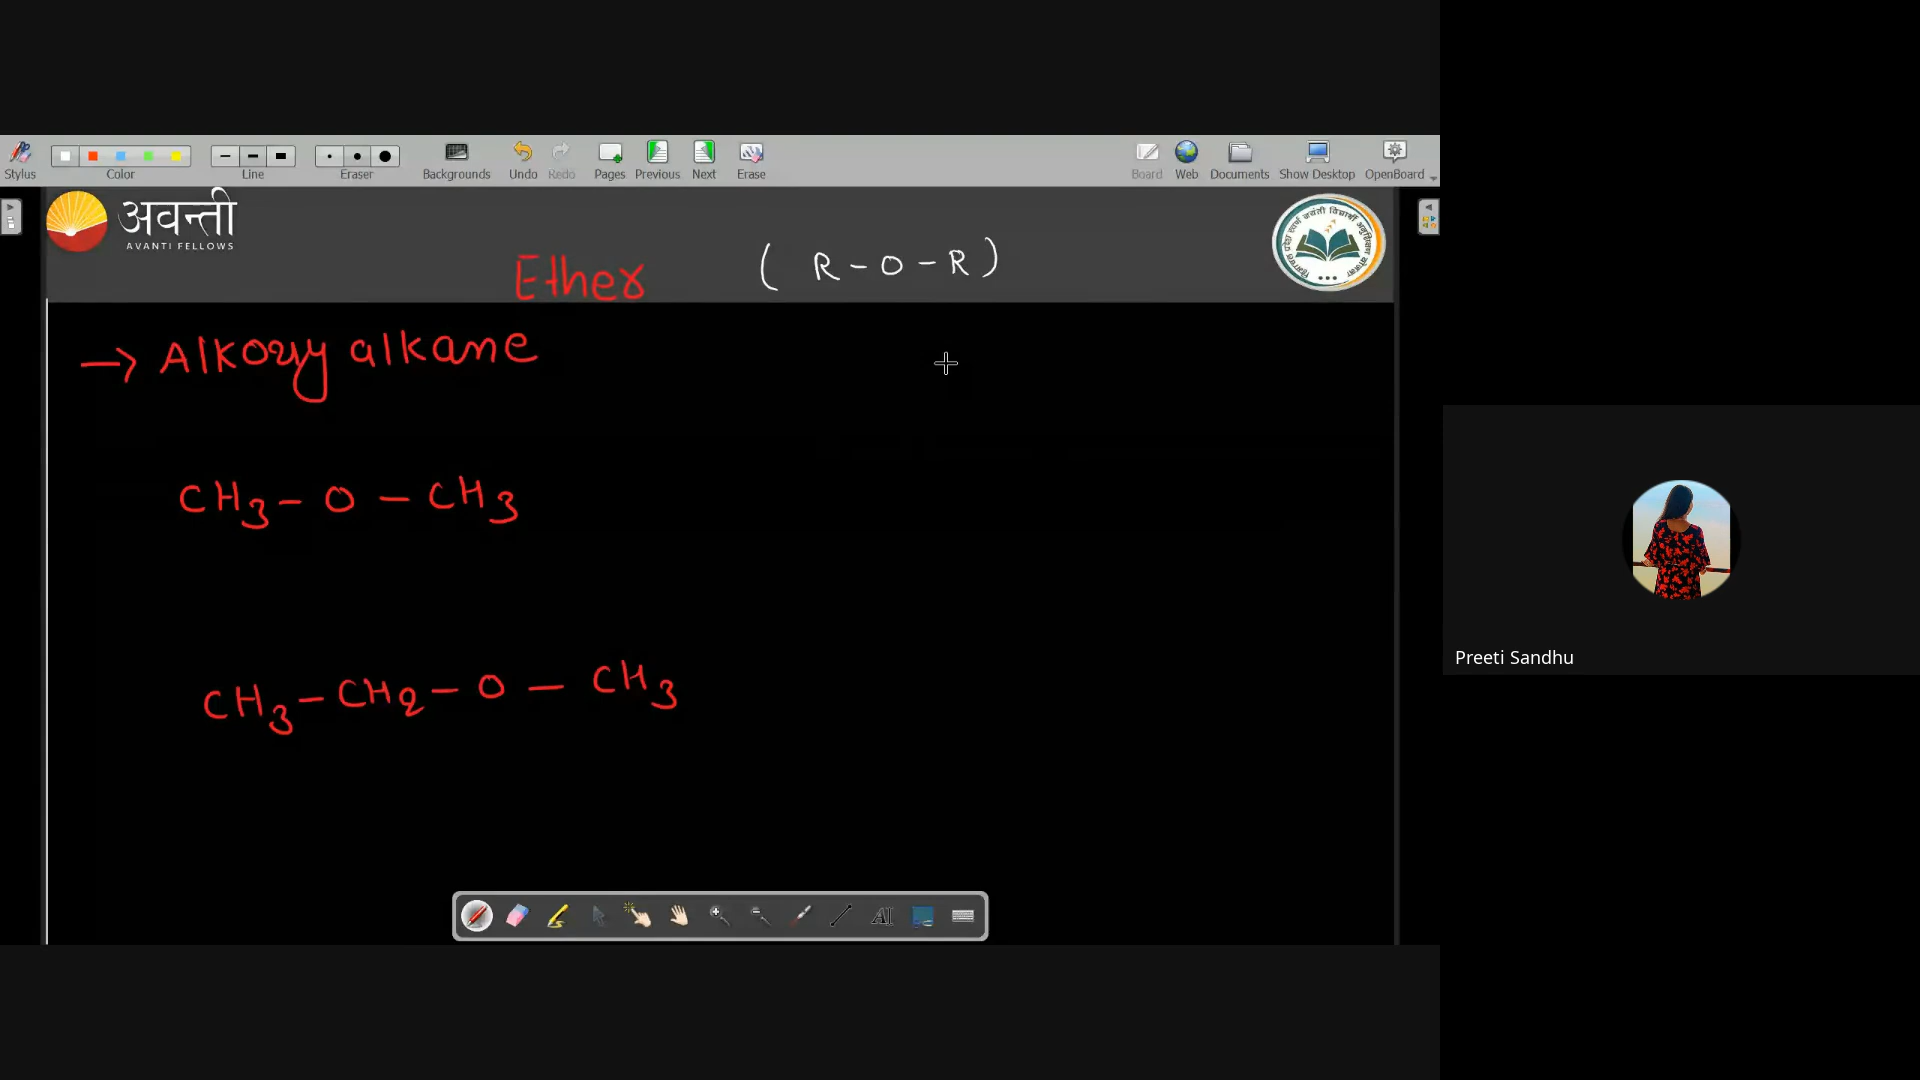 Stylus
Color
Line
Eraser
Backgrounds
Undo
Redo
Pages
Previous
Next
Erase
Board
Web
Documents
Show Desktop
OpenBoard
अवन्ती
AVANTI FELLOWS
Ether ( R - O - R )
→ Alkoxy alkane
CH3 - O - CH3
CH3 - CH2 - O - CH3
Preeti Sandhu